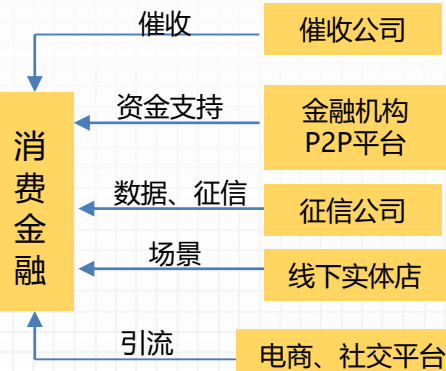 催收
催收公司
资金支持
金融机构
P2P平台
消
费
金
融
数据、征信
征信公司
场景
线下实体店
引流
电商、社交平台